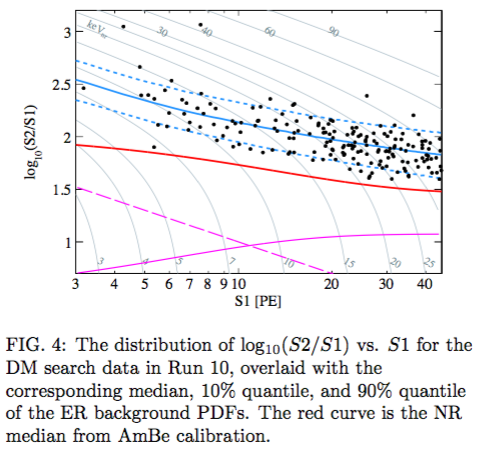 3
keV_nr 30 40 60 90
2.5
log10(S2/S1)
2
1.5
1
3 4 5 7 10 15 20 25
3 4 5 6 7 8 9 10 20 30 40
S1 [PE]
FIG. 4: The distribution of log10(S2/S1) vs. S1 for the
DM search data in Run 10, overlaid with the
corresponding median, 10% quantile, and 90% quantile
of the ER background PDFs. The red curve is the NR
median from AmBe calibration.